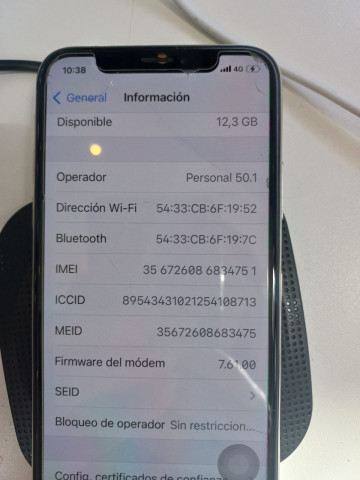 10:38 4G
General Información
Disponible 12,3 GB
Operador Personal 50.1
Dirección Wi-Fi 54:33:CB:6F:19:52
Bluetooth 54:33:CB:6F:19:7C
IMEI 35 672608 683475 1
ICCID 89543431021254108713
MEID 35672608683475
Firmware del módem 7.61.00
SEID
Bloqueo de operador Sin restriccion...
Config. certificados de confianza